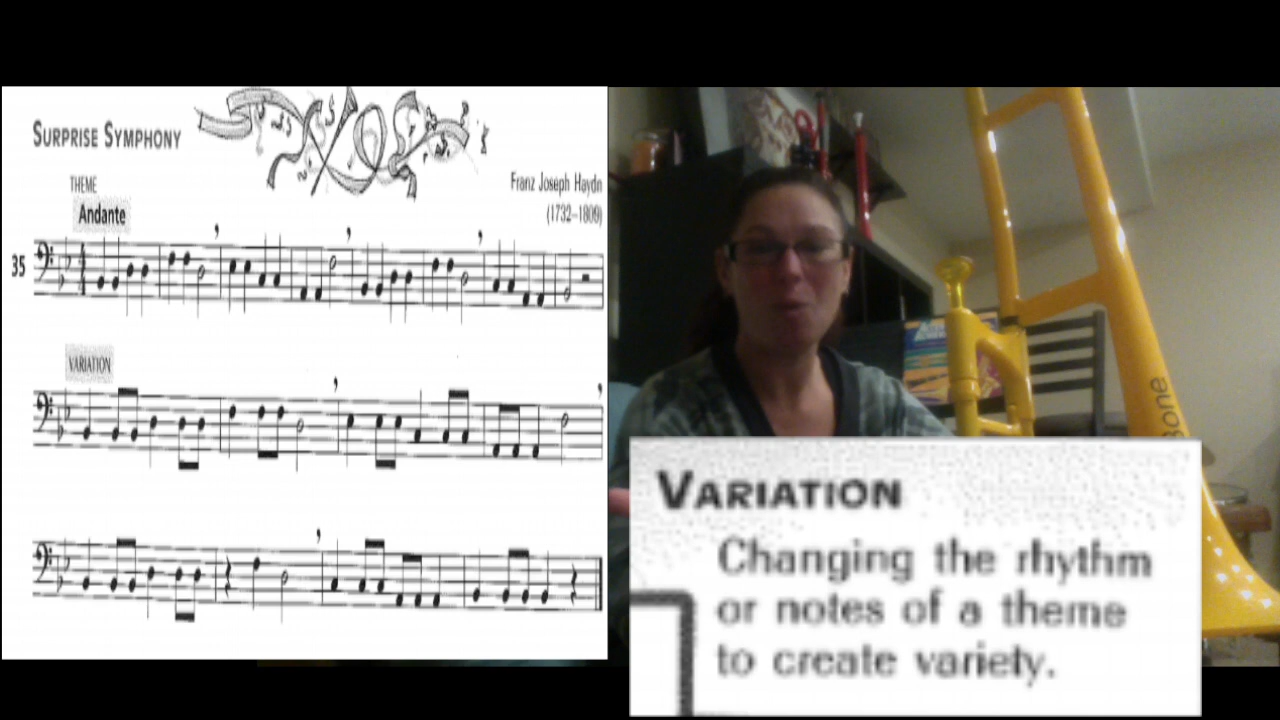 SURPRISE SYMPHONY
THEME
Andante
Franz Joseph Haydn
(1732–1809)
35
VARIATION
VARIATION
Changing the rhythm
or notes of a theme
to create variety.